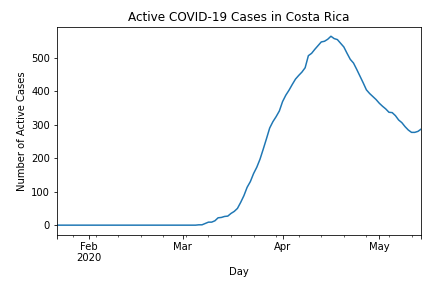 Active COVID-19 Cases in Costa Rica
Number of Active Cases
500
400
300
200
100
0
Feb
2020
Mar
Apr
May
Day